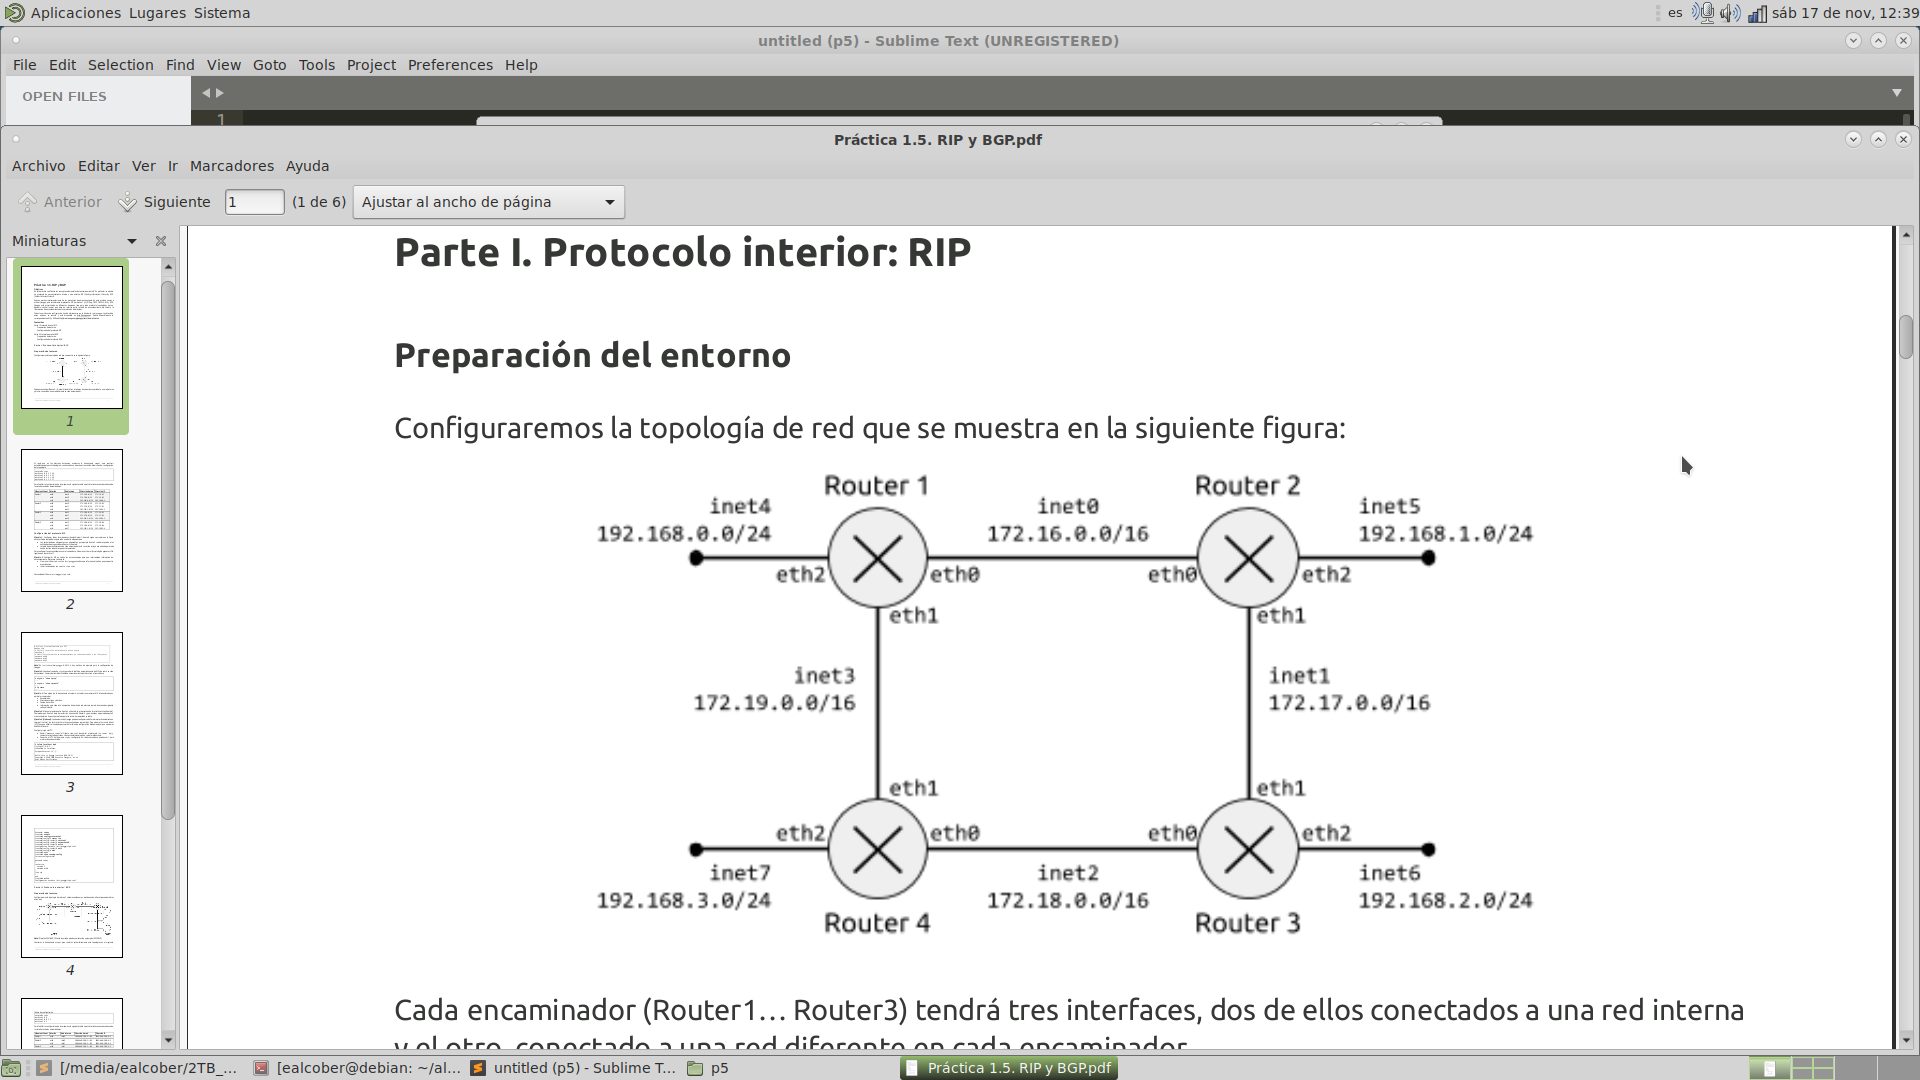 Aplicaciones Lugares Sistema
es
sáb 17 de nov, 12:39
untitled (p5) - Sublime Text (UNREGISTERED)
File Edit Selection Find View Goto Tools Project Preferences Help
OPEN FILES
1
Práctica 1.5. RIP y BGP.pdf
Archivo Editar Ver Ir Marcadores Ayuda
Anterior Siguiente 1 (1 de 6) Ajustar al ancho de página
Miniaturas
1
2
3
4
Parte I. Protocolo interior: RIP
Preparación del entorno
Configuraremos la topología de red que se muestra en la siguiente figura:
Router 1 Router 2
inet4 inet0 inet5
192.168.0.0/24 172.16.0.0/16 192.168.1.0/24
eth2 eth0 eth0 eth2
eth1 eth1
inet3 inet1
172.19.0.0/16 172.17.0.0/16
eth1 eth1
eth2 eth0 eth0 eth2
inet7 inet2 inet6
192.168.3.0/24 172.18.0.0/16 192.168.2.0/24
Router 4 Router 3
Cada encaminador (Router1... Router3) tendrá tres interfaces, dos de ellos conectados a una red interna
y el otro, conectado a una red diferente en cada encaminador.
[/media/ealcober/2TB_... [ealcober@debian: ~/al... untitled (p5) - Sublime T... p5 Práctica 1.5. RIP y BGP.pdf